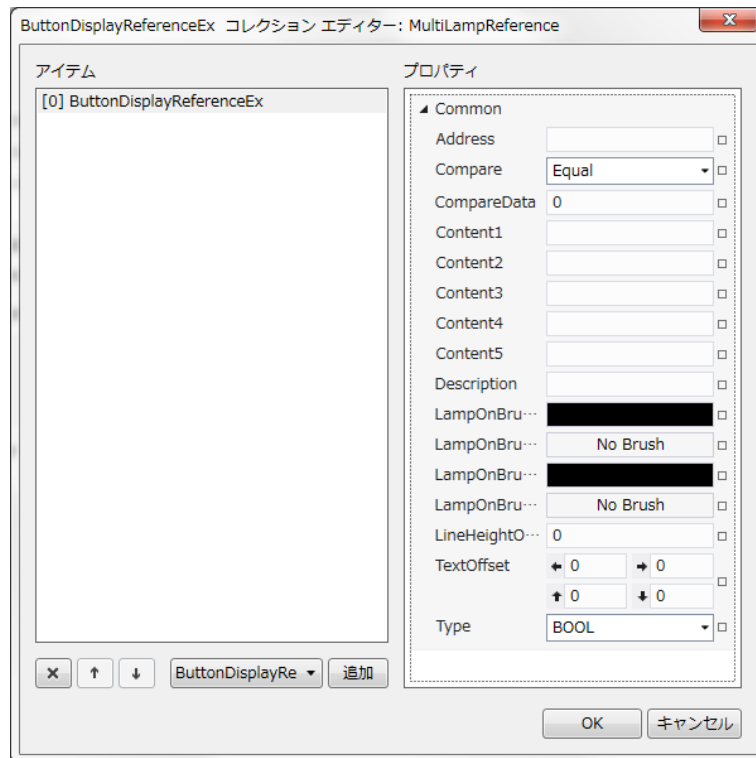 ButtonDisplayReferenceEx コレクション エディター: MultiLampReference
アイテム
プロパティ
[0] ButtonDisplayReferenceEx
Common
Address
Compare Equal
CompareData 0
Content1
Content2
Content3
Content4
Content5
Description
LampOnBru…
LampOnBru… No Brush
LampOnBru…
LampOnBru… No Brush
LineHeightO… 0
TextOffset 0 0
0 0
Type BOOL
ButtonDisplayRe 追加
OK キャンセル